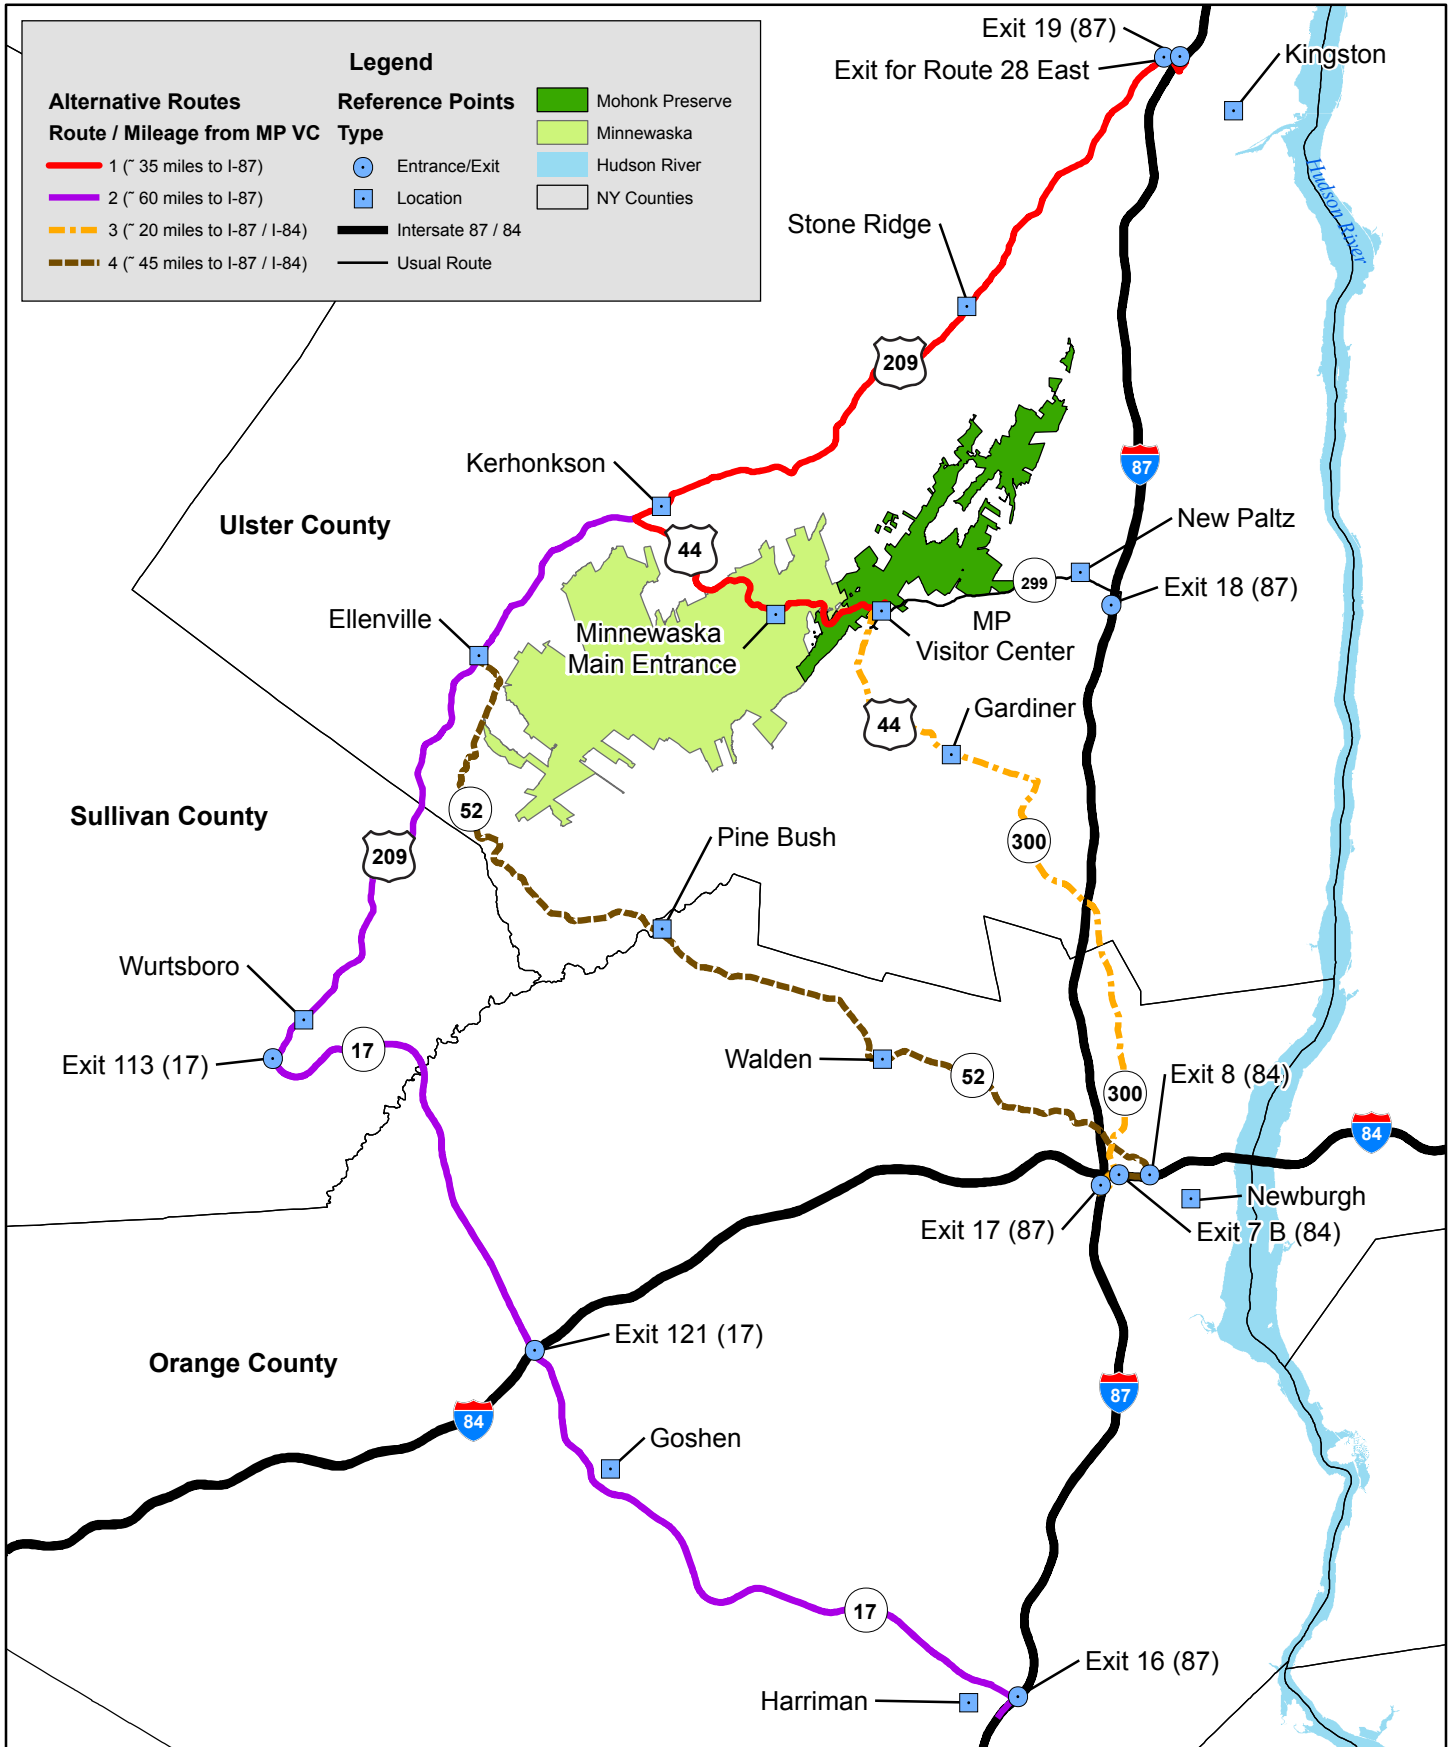 Legend
Alternative Routes
Route / Mileage from MP VC
1 (~ 35 miles to I-87)
2 (~ 60 miles to I-87)
3 (~ 20 miles to I-87 / I-84)
4 (~ 45 miles to I-87 / I-84)
Reference Points
Type
Entrance/Exit
Location
Intersate 87 / 84
Usual Route
Mohonk Preserve
Minnewaska
Hudson River
NY Counties
Exit 19 (87)
Exit for Route 28 East
Kingston
Hudson River
Stone Ridge
209
87
Kerhonkson
Ulster County
44
New Paltz
299
Exit 18 (87)
Ellenville
Minnewaska
Main Entrance
MP
Visitor Center
44
Gardiner
Sullivan County
52
209
Pine Bush
300
Wurtsboro
17
Exit 113 (17)
Walden
52
300
Exit 8 (84)
84
Newburgh
Exit 17 (87)
Exit 7 B (84)
Exit 121 (17)
Orange County
84
87
Goshen
17
Exit 16 (87)
Harriman